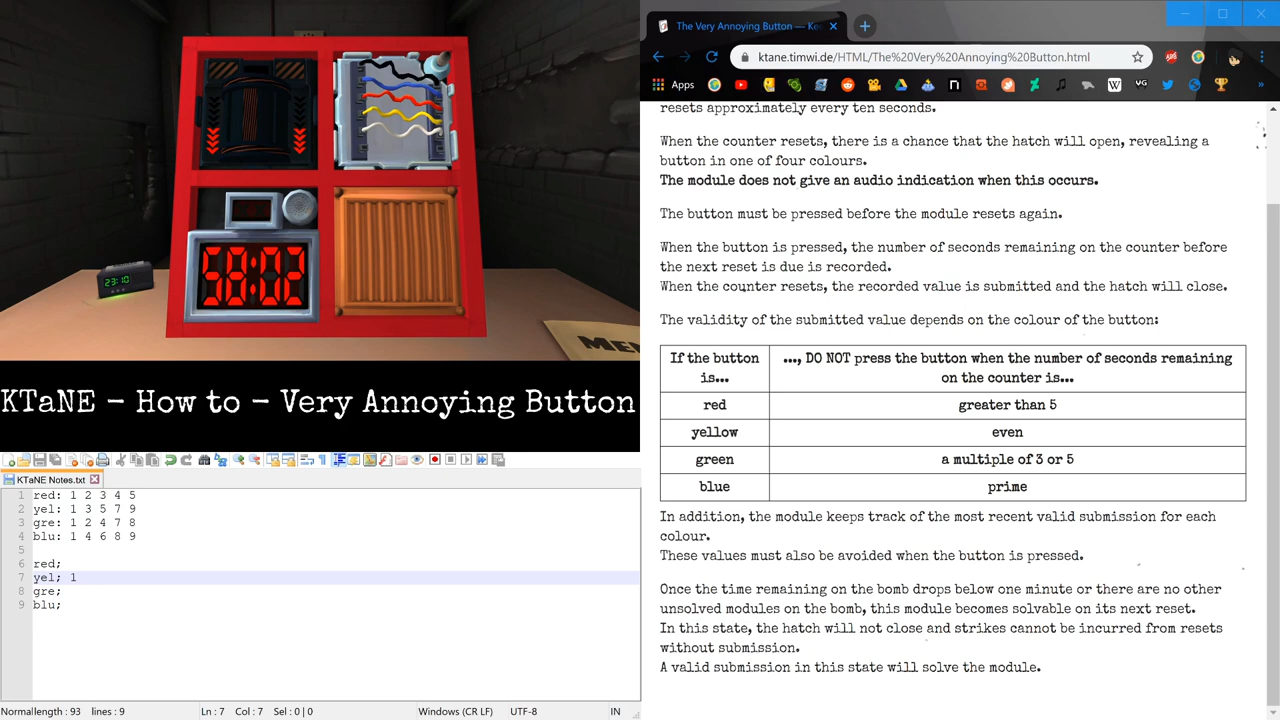 The Very Annoying Button — Ke
ktane.timwi.de/HTML/The%20Very%20Annoying%20Button.html
Apps
resets approximately every ten seconds.
When the counter resets, there is a chance that the hatch will open, revealing a
button in one of four colours.
The module does not give an audio indication when this occurs.
The button must be pressed before the module resets again.
When the button is pressed, the number of seconds remaining on the counter before
the next reset is due is recorded.
When the counter resets, the recorded value is submitted and the hatch will close.
The validity of the submitted value depends on the colour of the button:
If the button is... ..., DO NOT press the button when the number of seconds remaining on the counter is...
red greater than 5
yellow even
green a multiple of 3 or 5
blue prime
In addition, the module keeps track of the most recent valid submission for each
colour.
These values must also be avoided when the button is pressed.
Once the time remaining on the bomb drops below one minute or there are no other
unsolved modules on the bomb, this module becomes solvable on its next reset.
In this state, the hatch will not close and strikes cannot be incurred from resets
without submission.
A valid submission in this state will solve the module.
58:02
23:10
KTaNE - How to - Very Annoying Button
KTaNE Notes.txt
1 red: 1 2 3 4 5
2 yel: 1 3 5 7 9
3 gre: 1 2 4 7 8
4 blu: 1 4 6 8 9
5
6 red;
7 yel; 1
8 gre;
9 blu;
Normal length : 93 lines : 9 Ln : 7 Col : 7 Sel : 0 | 0 Windows (CR LF) UTF-8 IN